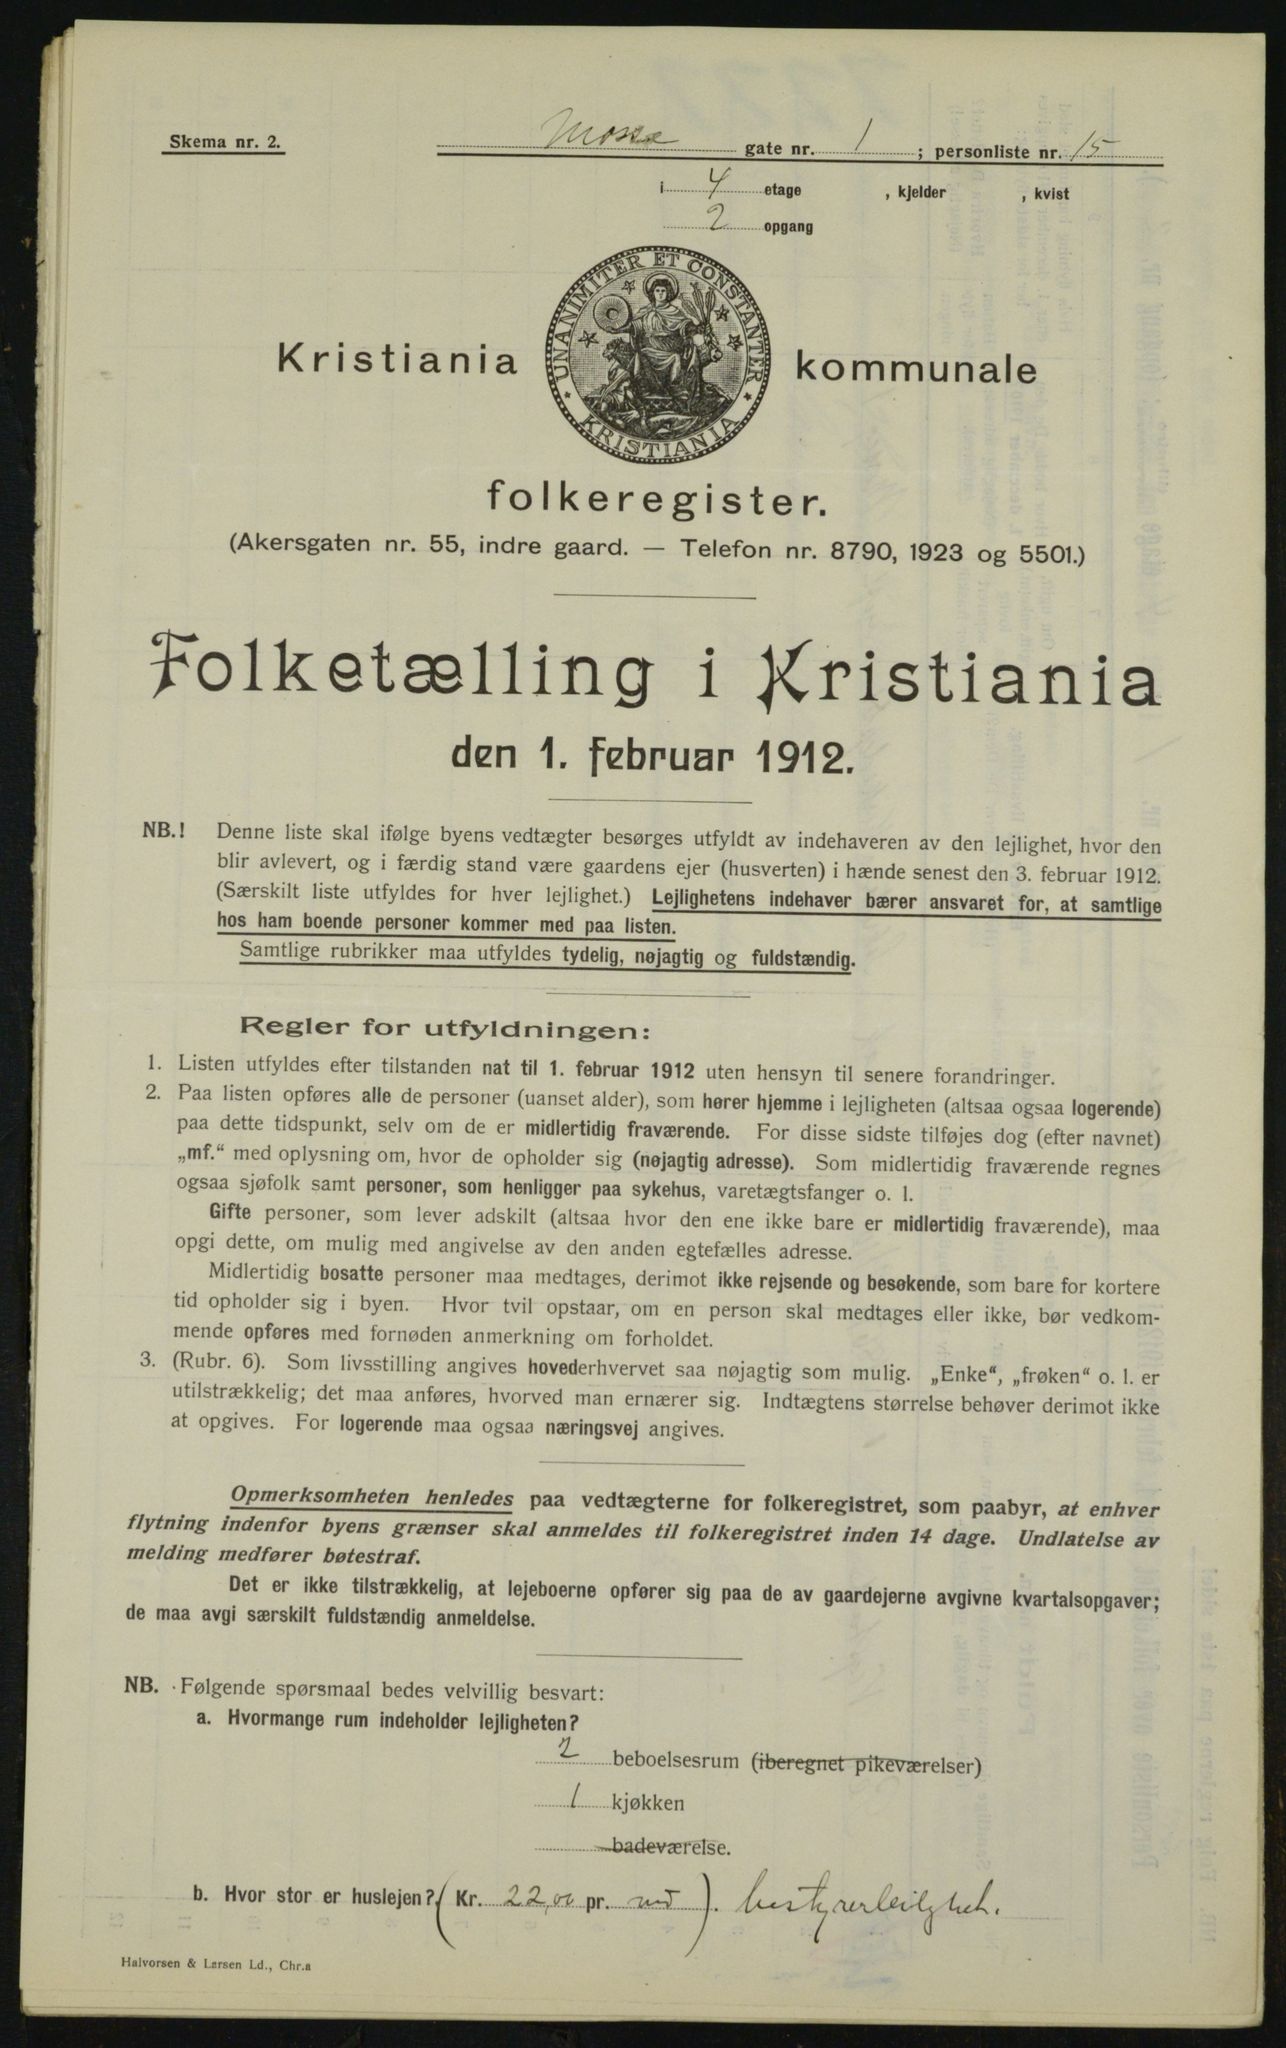 Skema nr. 2.
Mosse gate nr. 1; personliste nr. 15
i 4 etage , kjelder , kvist
2 opgang
UNANIMITER ET CONSTANTER
KRISTIANIA
Kristiania kommunale
folkeregister.
(Akersgaten nr. 55, indre gaard. — Telefon nr. 8790, 1923 og 5501.)
Folketælling i Kristiania
den 1. februar 1912.
NB.! Denne liste skal ifølge byens vedtægter besørges utfyldt av indehaveren av den lejlighet, hvor den
blir avlevert, og i færdig stand være gaardens ejer (husverten) i hænde senest den 3. februar 1912.
(Særskilt liste utfyldes for hver lejlighet.) Lejlighetens indehaver bærer ansvaret for, at samtlige
hos ham boende personer kommer med paa listen.
Samtlige rubrikker maa utfyldes tydelig, nøjagtig og fuldstændig.
Regler for utfyldningen:
1. Listen utfyldes efter tilstanden nat til 1. februar 1912 uten hensyn til senere forandringer.
2. Paa listen opføres alle de personer (uanset alder), som hører hjemme i lejligheten (altsaa ogsaa logerende)
paa dette tidspunkt, selv om de er midlertidig fraværende. For disse sidste tilføjes dog (efter navnet)
„mf.“ med oplysning om, hvor de opholder sig (nøjagtig adresse). Som midlertidig fraværende regnes
ogsaa sjøfolk samt personer, som henligger paa sykehus, varetægtsfanger o. l.
Gifte personer, som lever adskilt (altsaa hvor den ene ikke bare er midlertidig fraværende), maa
opgi dette, om mulig med angivelse av den anden egtefælles adresse.
Midlertidig bosatte personer maa medtages, derimot ikke rejsende og besøkende, som bare for kortere
tid opholder sig i byen. Hvor tvil opstaar, om en person skal medtages eller ikke, bør vedkom-
mende opføres med fornøden anmerkning om forholdet.
3. (Rubr. 6). Som livsstilling angives hovederhvervet saa nøjagtig som mulig. „Enke“, „frøken“ o. l. er
utilstrækkelig; det maa anføres, hvorved man ernærer sig. Indtægtens størrelse behøver derimot ikke
at opgives. For logerende maa ogsaa næringsvej angives.
Opmerksomheten henledes paa vedtægterne for folkeregistret, som paabyr, at enhver
flytning indenfor byens grænser skal anmeldes til folkeregistret inden 14 dage. Undlatelse av
melding medfører bøtestraf.
Det er ikke tilstrækkelig, at lejeboerne opfører sig paa de av gaardejerne avgivne kvartalsopgaver;
de maa avgi særskilt fuldstændig anmeldelse.
NB. Følgende spørsmaal bedes velvillig besvart:
a. Hvormange rum indeholder lejligheten?
2 beboelsesrum (iberegnet pikeværelser)
1 kjøkken
badeværelse.
b. Hvor stor er huslejen? (Kr. 22,00 pr. md). bestyrerleilighet.
Halvorsen & Larsen Ld., Chr.a